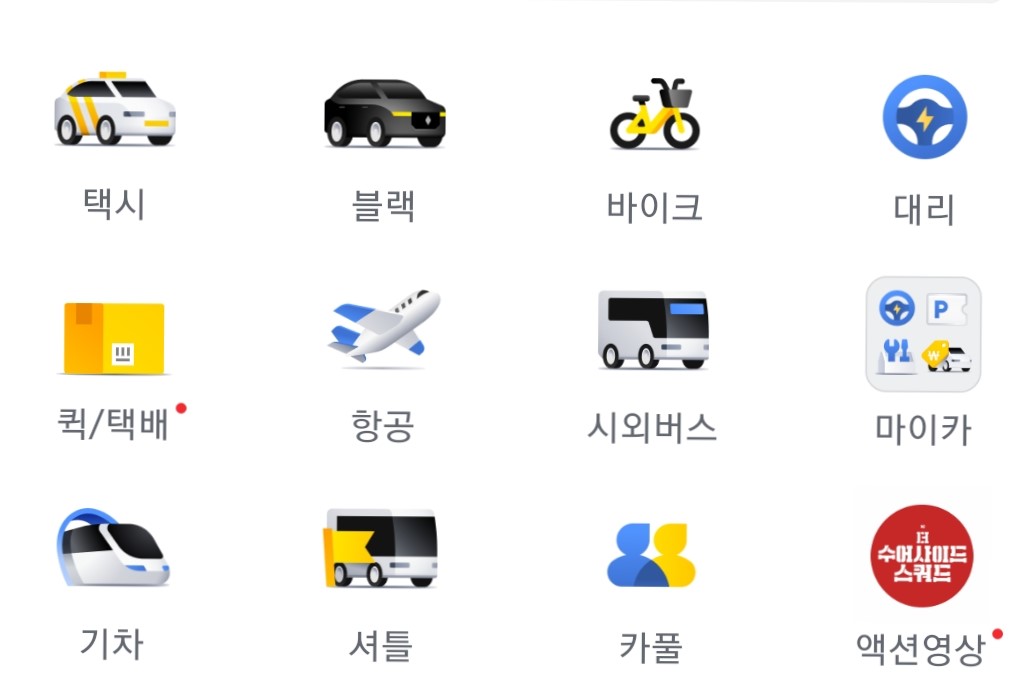 택시
블랙
바이크
대리
퀵/택배
항공
시외버스
P
₩
마이카
기차
셔틀
카풀
더
수어사이드
스쿼드
액션영상